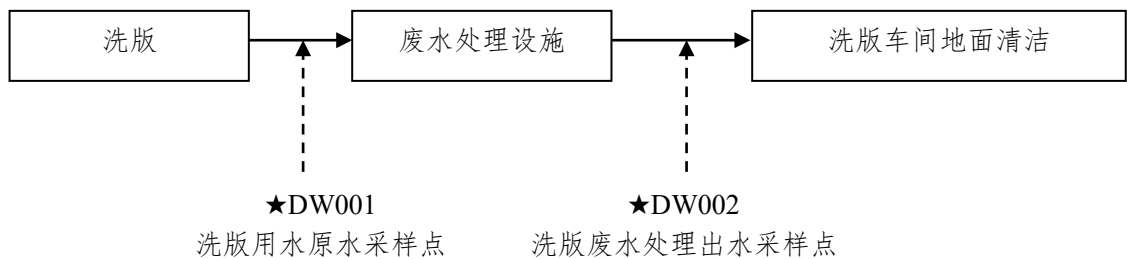 洗版
废水处理设施
洗版车间地面清洁
★DW001
★DW002
洗版用水原水采样点
洗版废水处理出水采样点